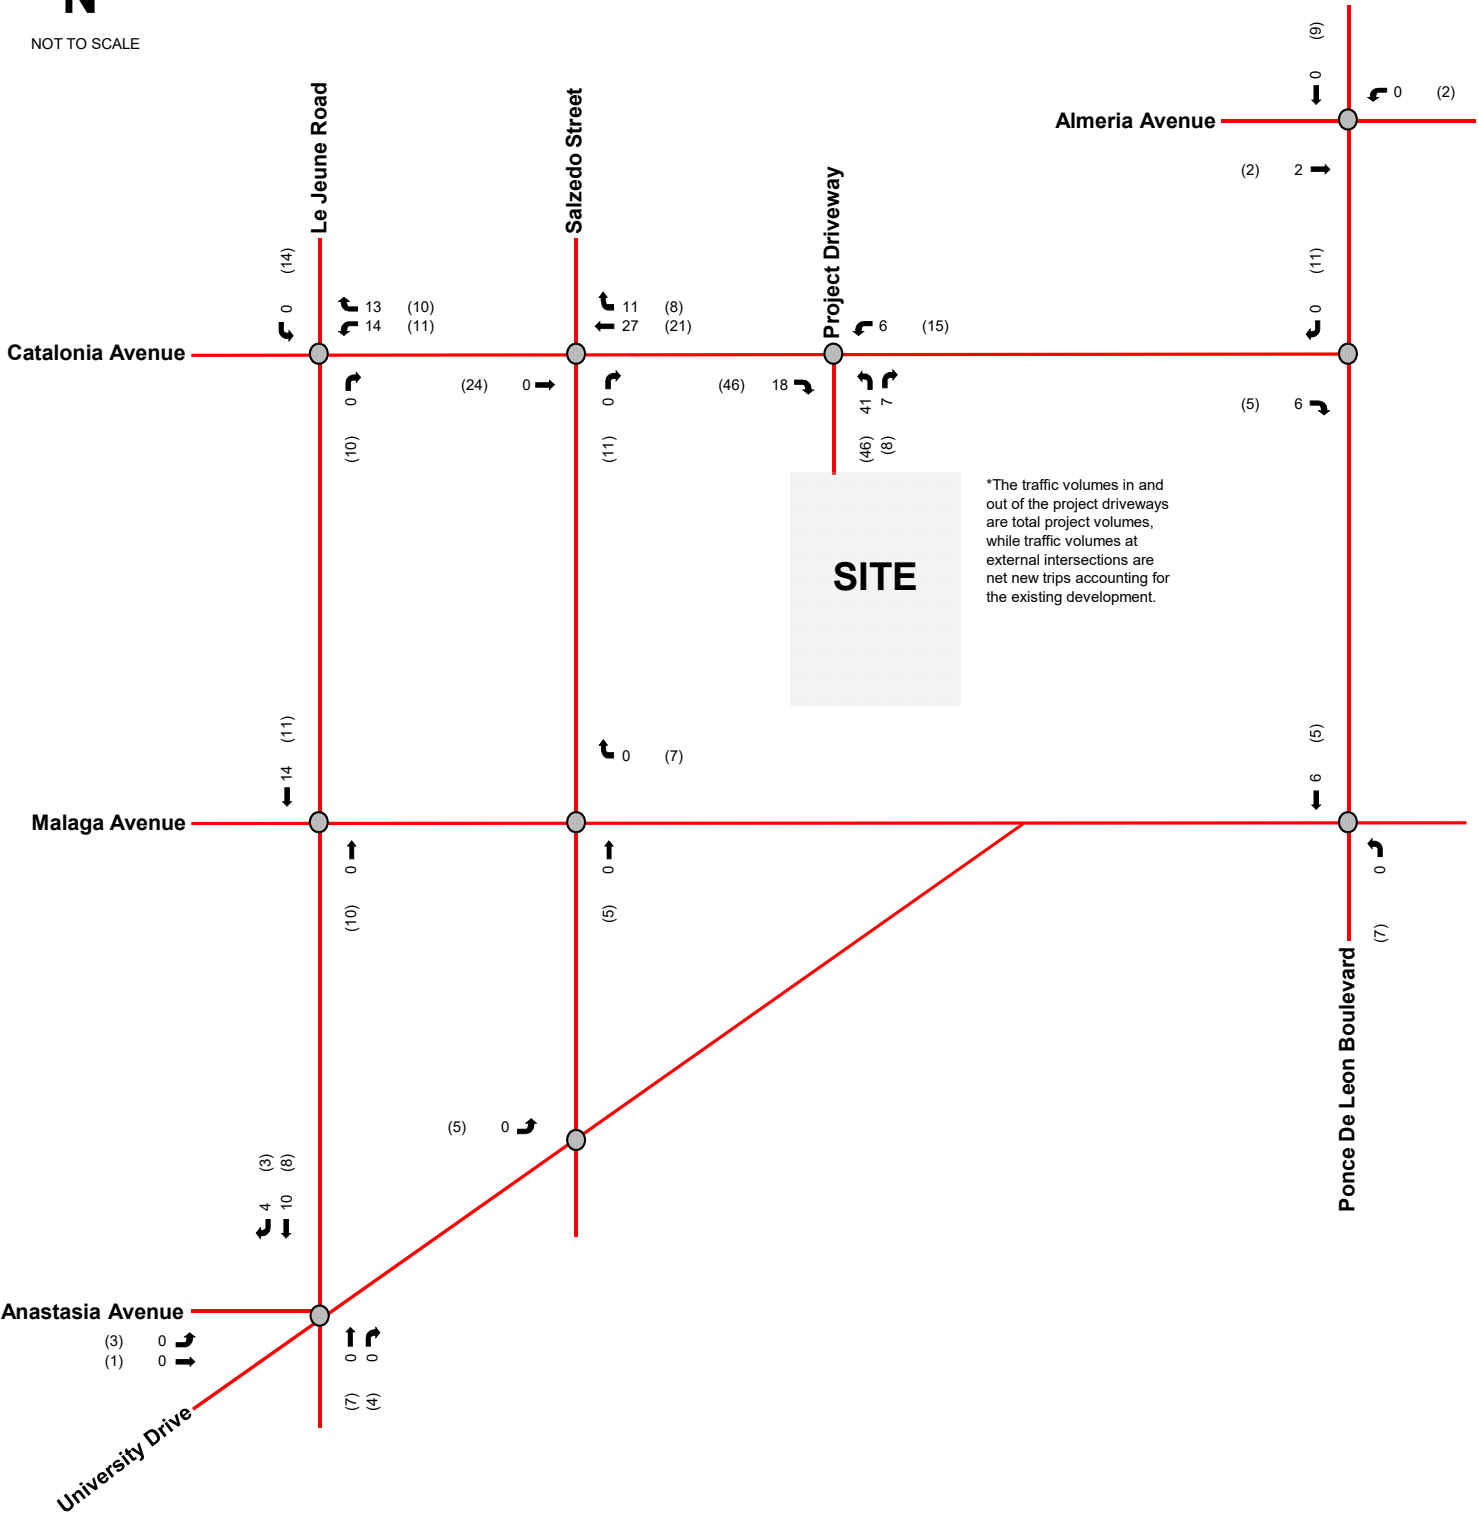 N
NOT TO SCALE
(9)
0
0 (2)
Almeria Avenue
(2) 2
Le Jeune Road
Salzedo Street
Project Driveway
(14)
0
13 (10)
14 (11)
11 (8)
27 (21)
6 (15)
(11)
0
Catalonia Avenue
0
(10)
(24) 0
0
(11)
(46) 18
41 7
(46) (8)
(5) 6
*The traffic volumes in and
out of the project driveways
are total project volumes,
while traffic volumes at
external intersections are
net new trips accounting for
the existing development.
SITE
(11)
14
0 (7)
(5)
6
Malaga Avenue
0
(10)
0
(5)
0
(7)
Ponce De Leon Boulevard
(5) 0
(3) (8)
4 10
Anastasia Avenue
(3) 0
(1) 0
0 0
(7) (4)
University Drive